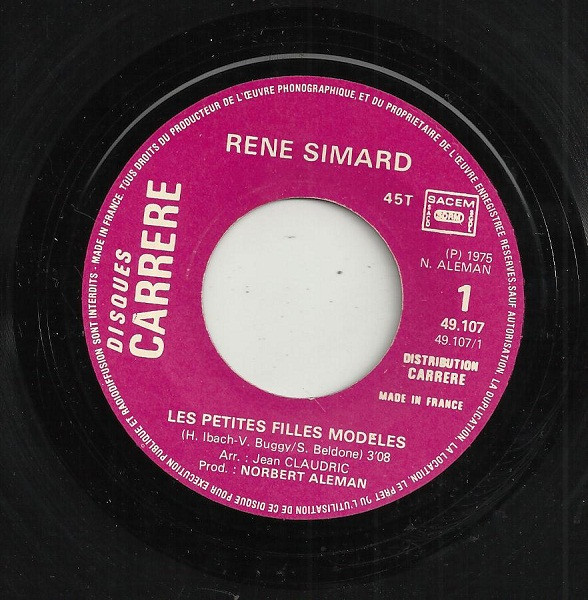 MADE IN FRANCE. TOUS DROITS DU PRODUCTEUR DE L'ŒUVRE PHONOGRAPHIQUE, ET DU PROPRIETAIRE DE L'ŒUVRE ENREGISTREE RESERVES. SAUF AUTORISATION, LA DUPLICATION, LA LOCATION, LE PRET OU L'UTILISATION DE CE DISQUE POUR EXECUTION PUBLIQUE ET RADIODIFFUSION SONT INTERDITS -
RENE SIMARD
45T
SACEM
SACD
SDRM
SGDL
DISQUES
CARRERE
(P) 1975
N. ALEMAN
1
49.107
49.107/1
DISTRIBUTION
CARRERE
MADE IN FRANCE
LES PETITES FILLES MODELES
(H. Ibach-V. Buggy/S. Beldone) 3'08
Arr. : Jean CLAUDRIC
Prod. : NORBERT ALEMAN